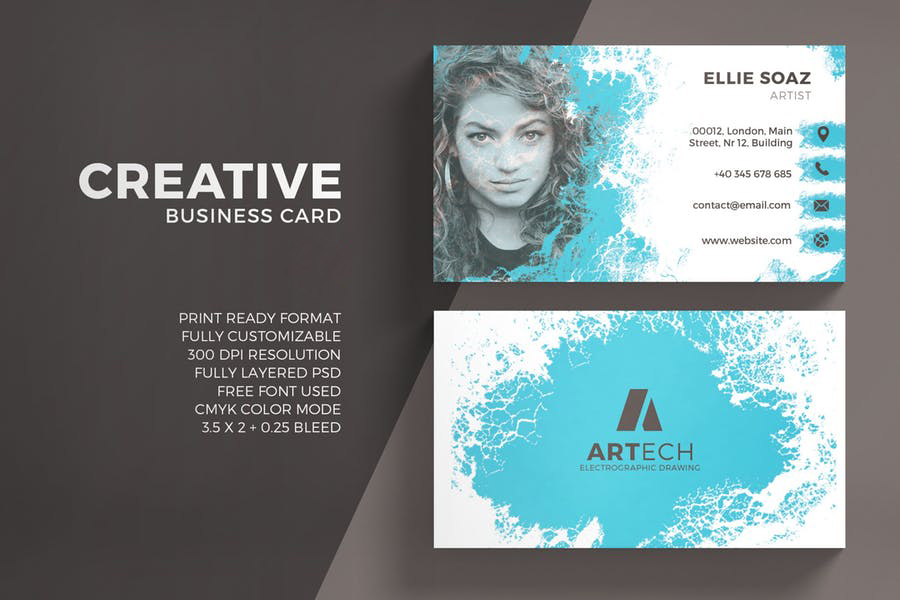 CREATIVE
BUSINESS CARD
PRINT READY FORMAT
FULLY CUSTOMIZABLE
300 DPI RESOLUTION
FULLY LAYERED PSD
FREE FONT USED
CMYK COLOR MODE
3.5 X 2 + 0.25 BLEED
ELLIE SOAZ
ARTIST
00012, London, Main
Street, Nr 12, Building
+40 345 678 685
contact@email.com
www.website.com
ARTECH
ELECTROGRAPHIC DRAWING